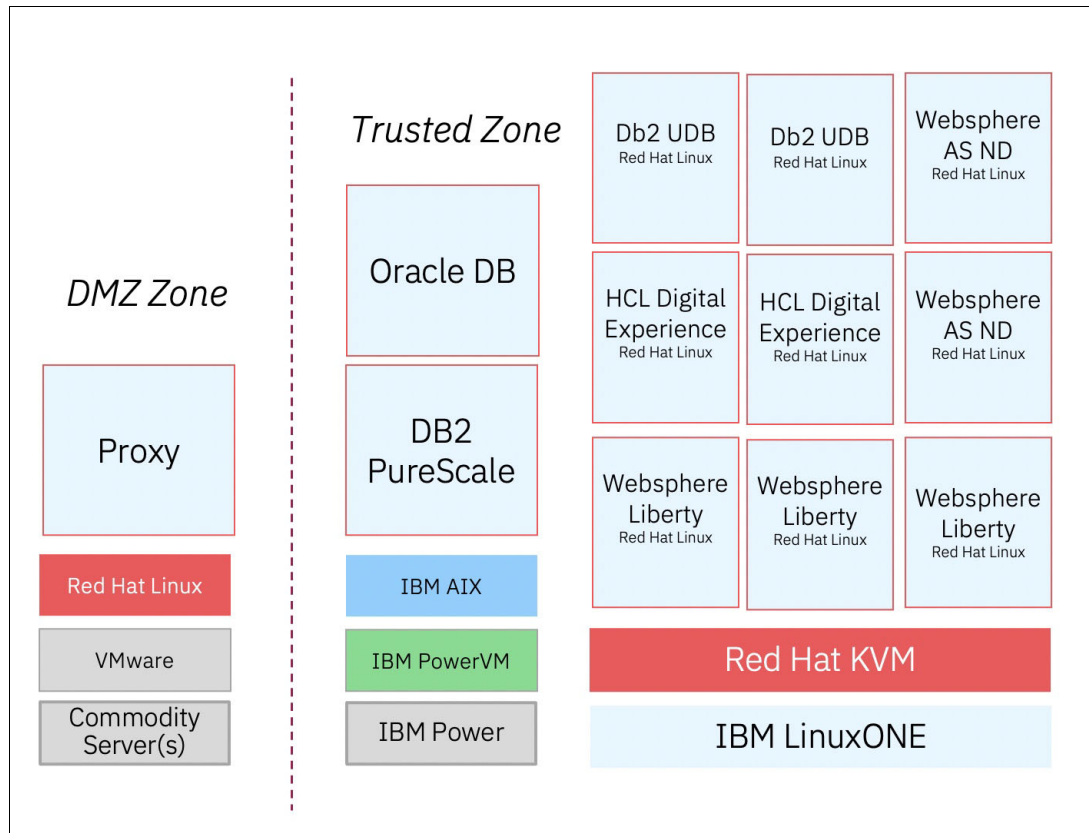 DMZ Zone
Proxy
Red Hat Linux
VMware
Commodity
Server(s)
Trusted Zone
Oracle DB
DB2
PureScale
IBM AIX
IBM PowerVM
IBM Power
Db2 UDB
Red Hat Linux
Db2 UDB
Red Hat Linux
Websphere
AS ND
Red Hat Linux
HCL Digital
Experience
Red Hat Linux
HCL Digital
Experience
Red Hat Linux
Websphere
AS ND
Red Hat Linux
Websphere
Liberty
Red Hat Linux
Websphere
Liberty
Red Hat Linux
Websphere
Liberty
Red Hat Linux
Red Hat KVM
IBM LinuxONE